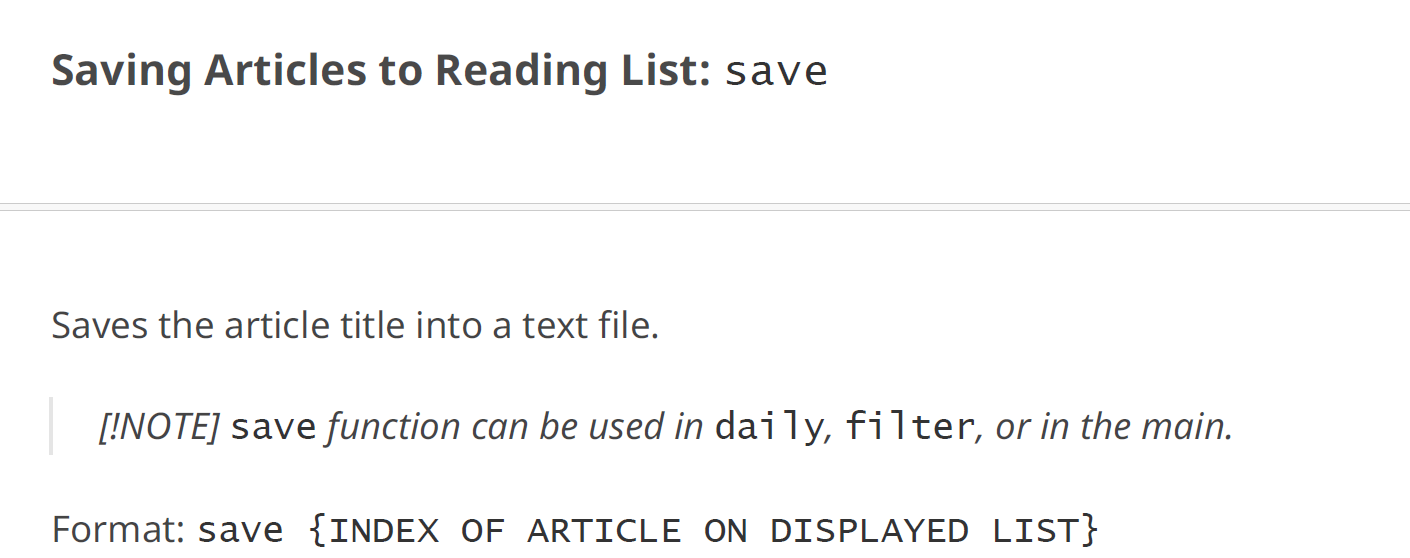 Saving Articles to Reading List: save
Saves the article title into a text file.
[!NOTE] save function can be used in daily, filter, or in the main.
Format: save {INDEX OF ARTICLE ON DISPLAYED LIST}